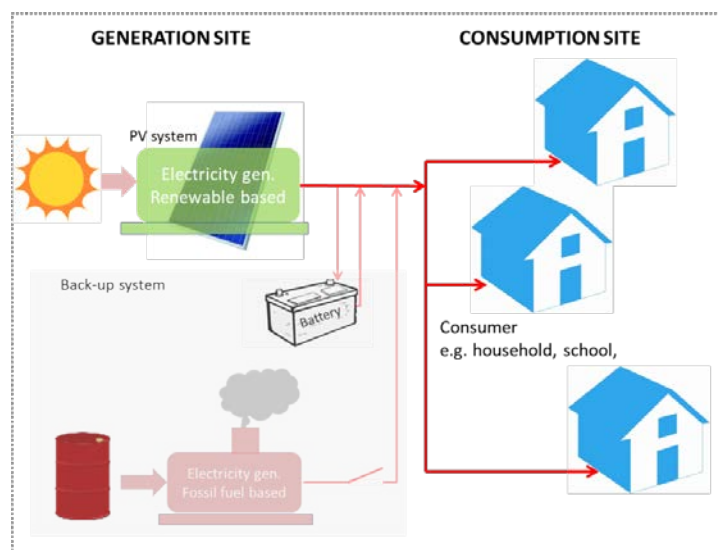 GENERATION SITE
CONSUMPTION SITE
PV system
Electricity gen.
Renewable based
Back-up system
Battery
Consumer
e.g. household, school,
Electricity gen.
Fossil fuel based